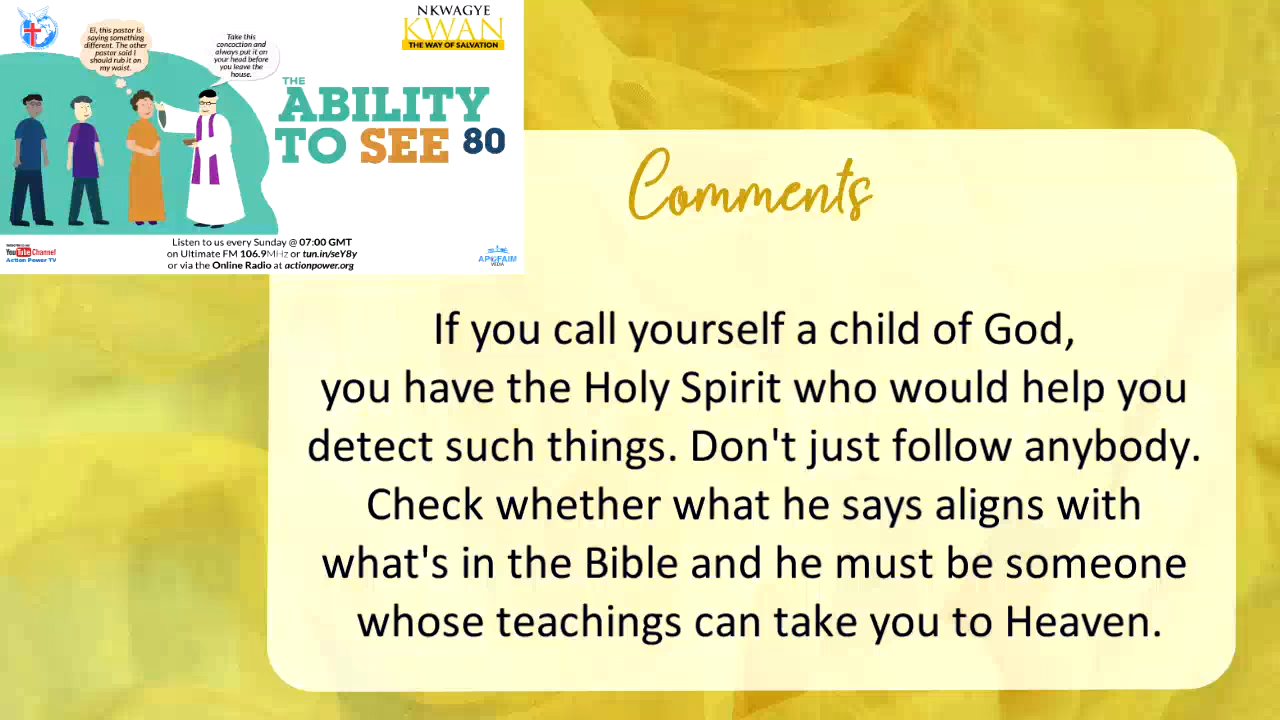 NKWAGYE
KWAN
THE WAY OF SALVATION
Ei, this pastor is
saying something
different. The other
pastor said I
should rub it on
my waist.
Take this
concoction and
always put it on
your head before
you leave the
house.
THE
ABILITY
TO SEE 80
Listen to us every Sunday @ 07:00 GMT
on Ultimate FM 106.9MHz or tun.in/seY8y
or via the Online Radio at actionpower.org
YouTube Channel
Action Power TV
APOFAIM
MEDIA
Comments
If you call yourself a child of God,
you have the Holy Spirit who would help you
detect such things. Don't just follow anybody.
Check whether what he says aligns with
what's in the Bible and he must be someone
whose teachings can take you to Heaven.